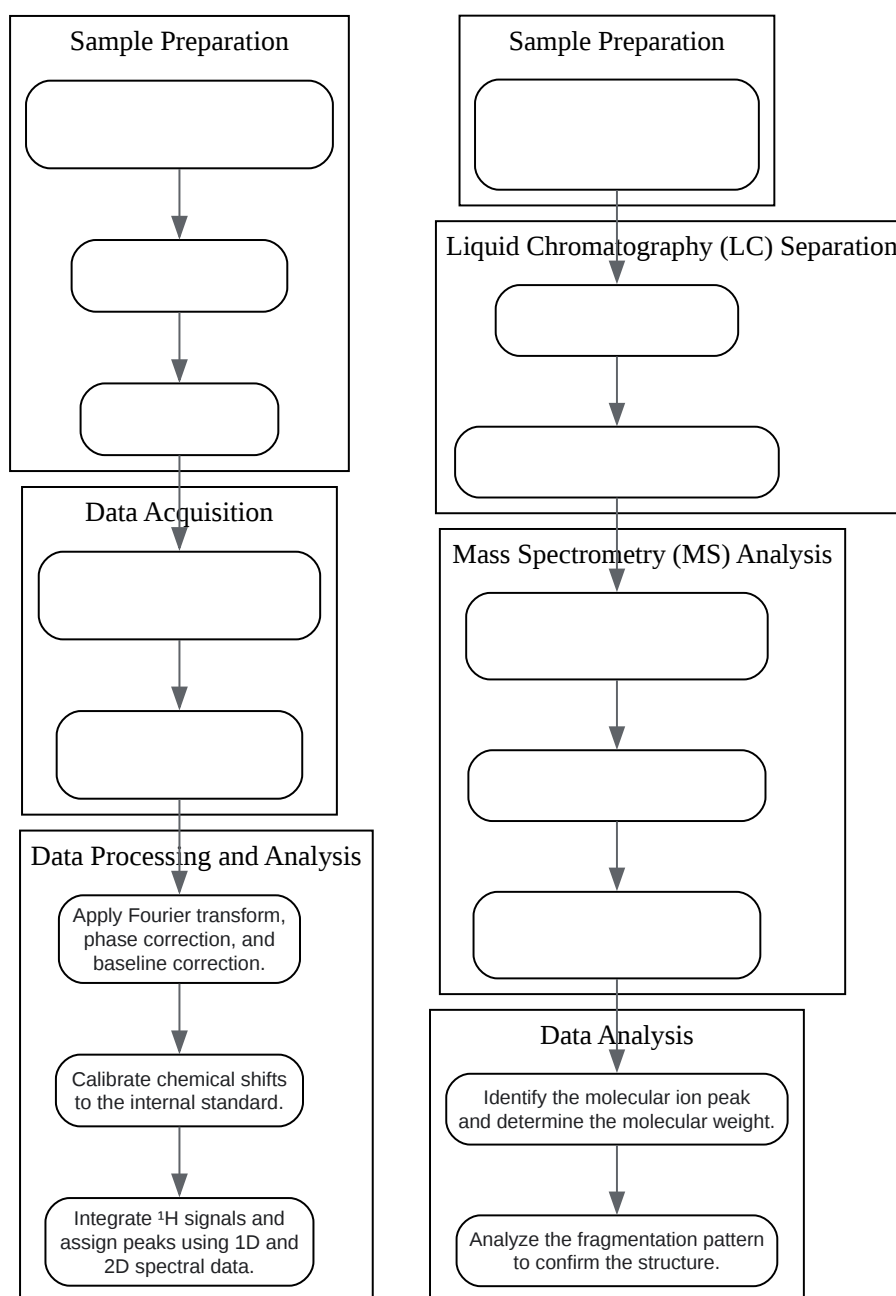 Sample Preparation
Data Acquisition
Data Processing and Analysis
Apply Fourier transform,
phase correction, and
baseline correction.
Calibrate chemical shifts
to the internal standard.
Integrate ¹H signals and
assign peaks using 1D and
2D spectral data.
Sample Preparation
Liquid Chromatography (LC) Separation
Mass Spectrometry (MS) Analysis
Data Analysis
Identify the molecular ion peak
and determine the molecular weight.
Analyze the fragmentation pattern
to confirm the structure.